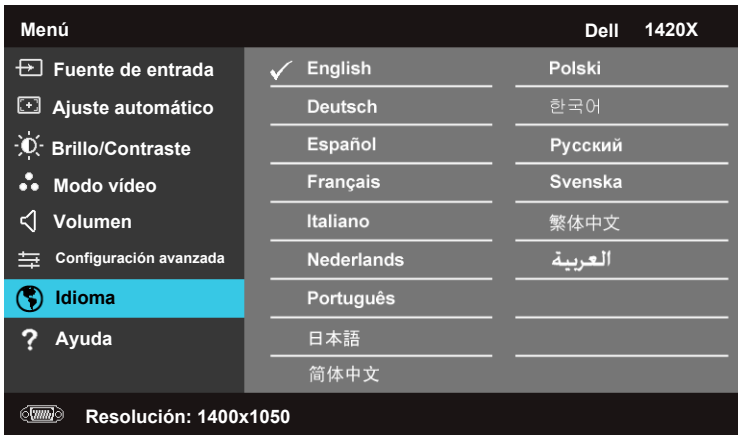 Menú
Dell 1420X
Fuente de entrada
Ajuste automático
Brillo/Contraste
Modo vídeo
Volumen
Configuración avanzada
Idioma
Ayuda
English
Deutsch
Español
Français
Italiano
Nederlands
Português
日本語
简体中文
Polski
한국어
Русский
Svenska
繁体中文
العربية
Resolución: 1400x1050